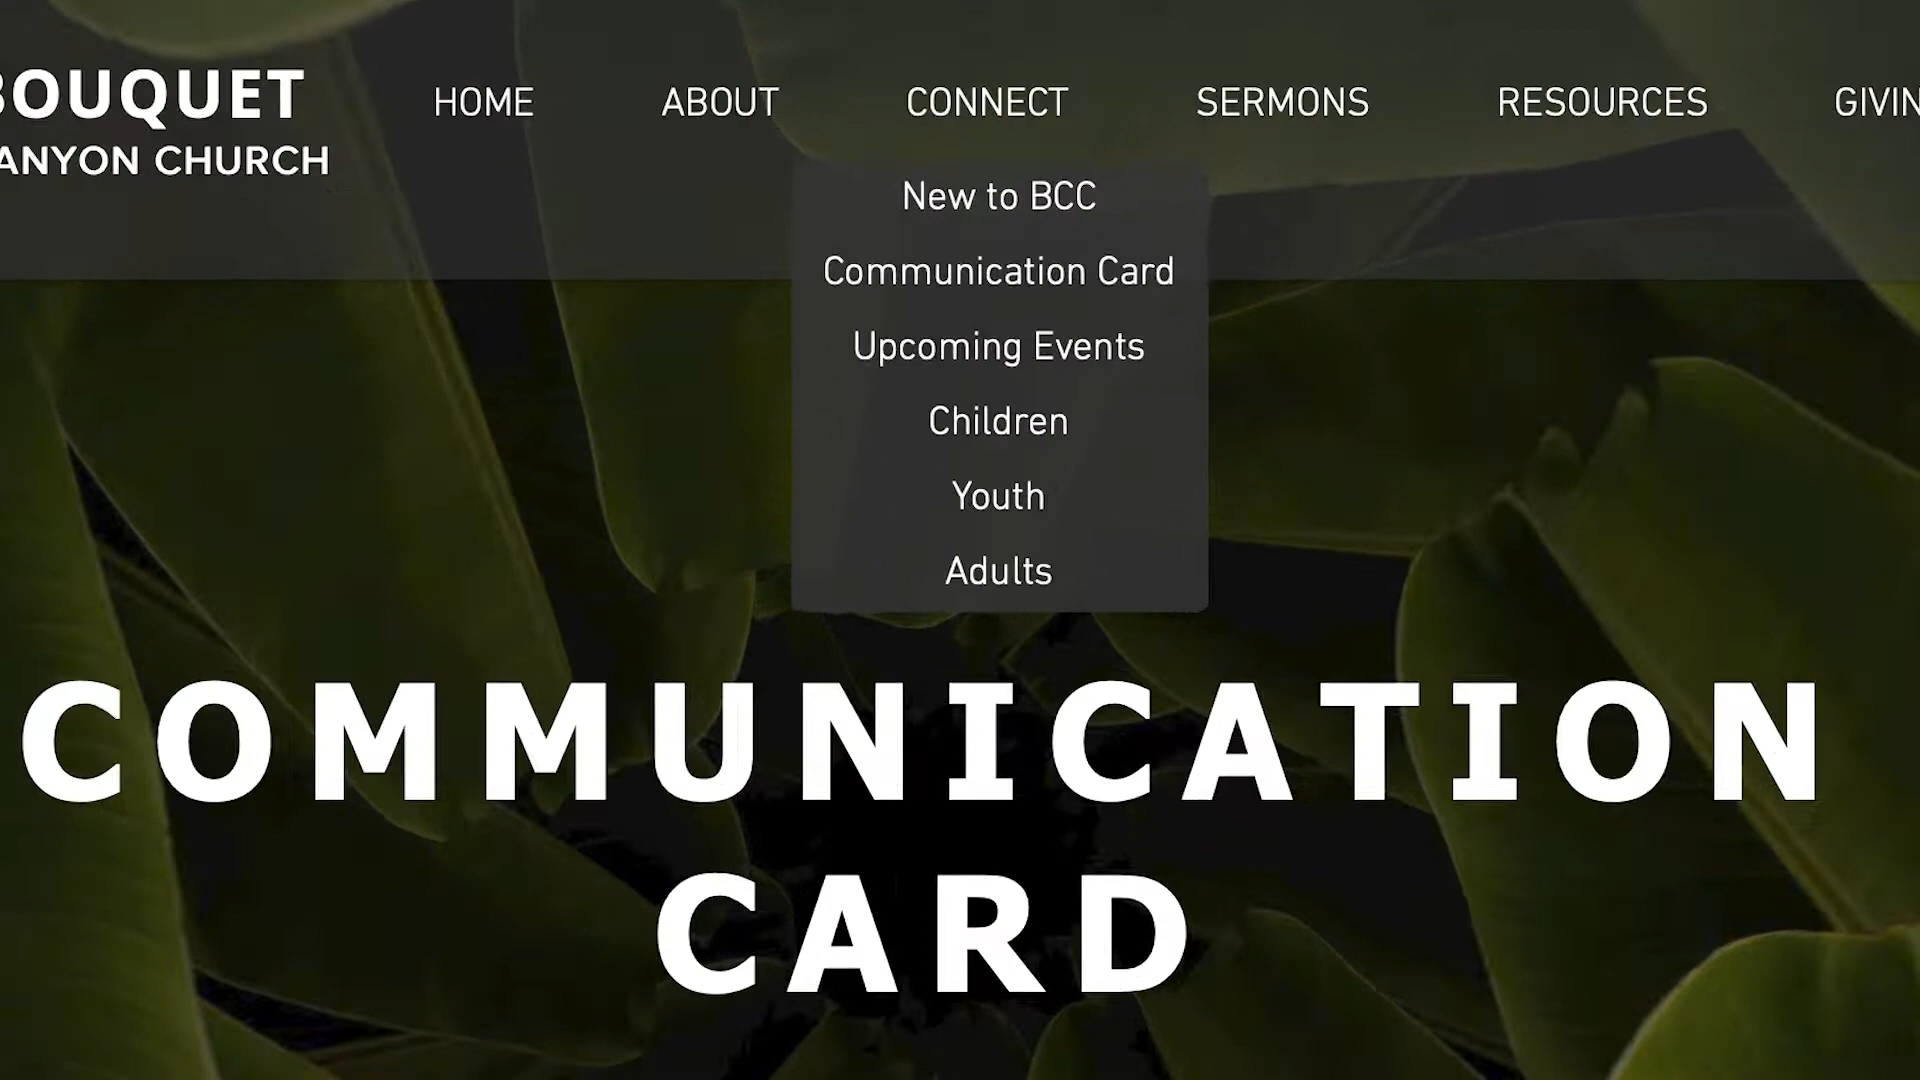 BOUQUET
ANYON CHURCH
HOME ABOUT CONNECT SERMONS RESOURCES GIVIN
New to BCC
Communication Card
Upcoming Events
Children
Youth
Adults
COMMUNICATION
CARD